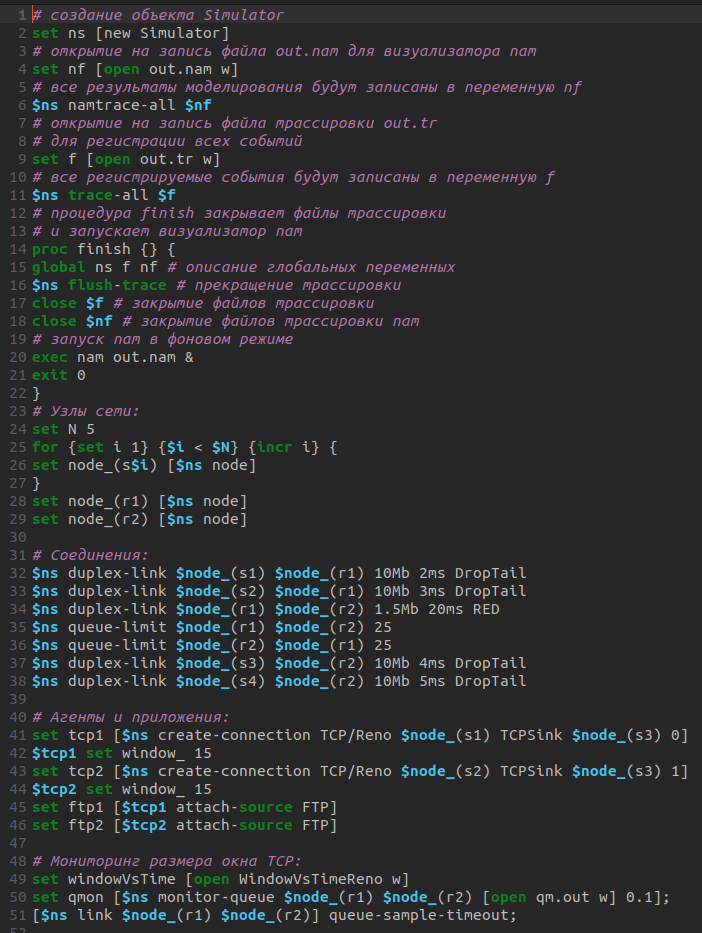 1 # создание объекта Simulator
2 set ns [new Simulator]
3 # открытие на запись файла out.nam для визуализатора nam
4 set nf [open out.nam w]
5 # все результаты моделирования будут записаны в переменную nf
6 $ns namtrace-all $nf
7 # открытие на запись файла трассировки out.tr
8 # для регистрации всех событий
9 set f [open out.tr w]
10 # все регистрируемые события будут записаны в переменную f
11 $ns trace-all $f
12 # процедура finish закрывает файлы трассировки
13 # и запускает визуализатор nam
14 proc finish {} {
15 global ns f nf # описание глобальных переменных
16 $ns flush-trace # прекращение трассировки
17 close $f # закрытие файлов трассировки
18 close $nf # закрытие файлов трассировки nam
19 # запуск nam в фоновом режиме
20 exec nam out.nam &
21 exit 0
22 }
23 # Узлы сети:
24 set N 5
25 for {set i 1} {$i < $N} {incr i} {
26 set node_(s$i) [$ns node]
27 }
28 set node_(r1) [$ns node]
29 set node_(r2) [$ns node]
30
31 # Соединения:
32 $ns duplex-link $node_(s1) $node_(r1) 10Mb 2ms DropTail
33 $ns duplex-link $node_(s2) $node_(r1) 10Mb 3ms DropTail
34 $ns duplex-link $node_(r1) $node_(r2) 1.5Mb 20ms RED
35 $ns queue-limit $node_(r1) $node_(r2) 25
36 $ns queue-limit $node_(r2) $node_(r1) 25
37 $ns duplex-link $node_(s3) $node_(r2) 10Mb 4ms DropTail
38 $ns duplex-link $node_(s4) $node_(r2) 10Mb 5ms DropTail
39
40 # Агенты и приложения:
41 set tcp1 [$ns create-connection TCP/Reno $node_(s1) TCPSink $node_(s3) 0]
42 $tcp1 set window_ 15
43 set tcp2 [$ns create-connection TCP/Reno $node_(s2) TCPSink $node_(s3) 1]
44 $tcp2 set window_ 15
45 set ftp1 [$tcp1 attach-source FTP]
46 set ftp2 [$tcp2 attach-source FTP]
47
48 # Мониторинг размера окна TCP:
49 set windowVsTime [open WindowVsTimeReno w]
50 set qmon [$ns monitor-queue $node_(r1) $node_(r2) [open qm.out w] 0.1];
51 [$ns link $node_(r1) $node_(r2)] queue-sample-timeout;